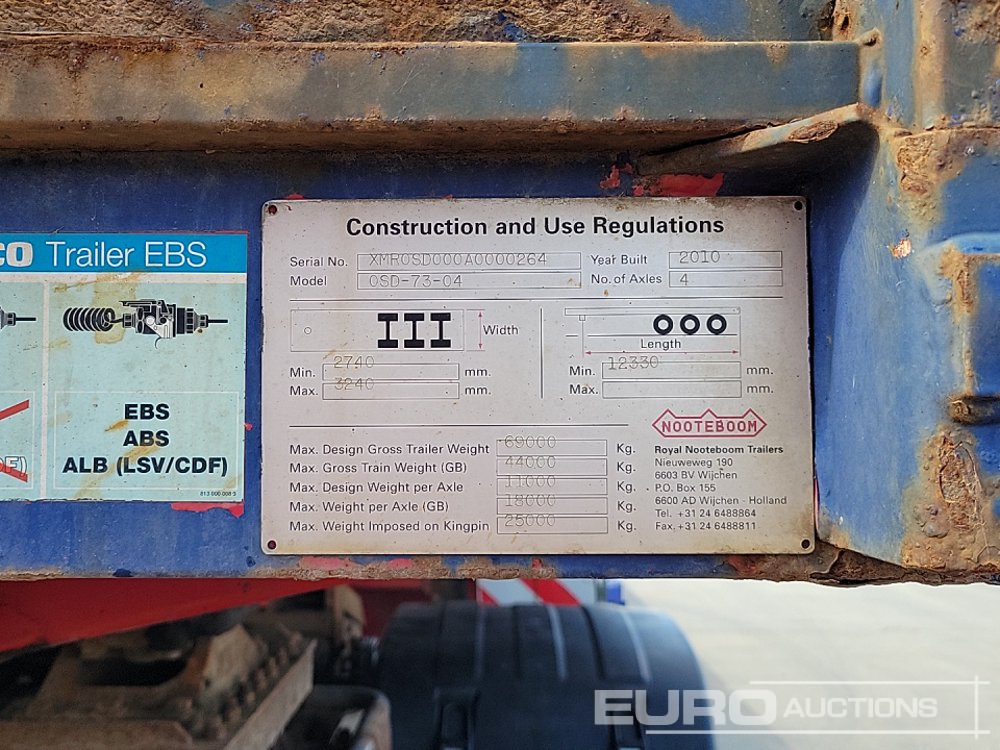 CO Trailer EBS
EBS
ABS
ALB (LSV/CDF)
813 000 008 3
Construction and Use Regulations
Serial No. XMR0SD000A0000264 Year Built 2010
Model OSD-73-04 No. of Axles 4
Width
Length
Min. 2740 mm. Min. 12330 mm.
Max. 3240 mm. Max. mm.
NOOTEBOOM
Max. Design Gross Trailer Weight 69000 Kg.
Max. Gross Train Weight (GB) 44000 Kg.
Max. Design Weight per Axle 11000 Kg.
Max. Weight per Axle (GB) 18000 Kg.
Max. Weight Imposed on Kingpin 25000 Kg.
Royal Nooteboom Trailers
Nieuweweg 190
6603 BV Wijchen
P.O. Box 155
6600 AD Wijchen - Holland
Tel. +31 24 6488864
Fax. +31 24 6488811
EURO AUCTIONS